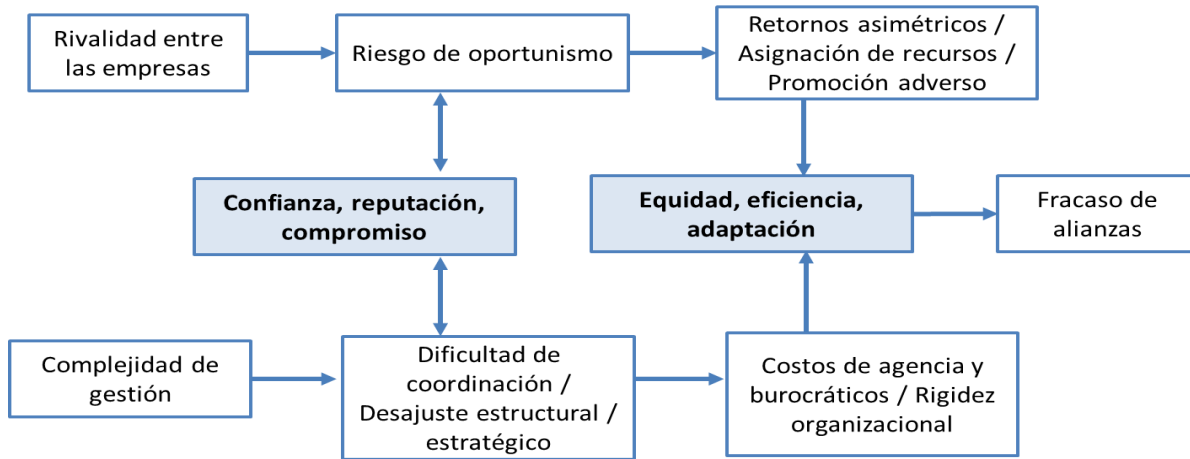 Rivalidad entre
las empresas
Riesgo de oportunismo
Retornos asimétricos /
Asignación de recursos /
Promoción adverso
Confianza, reputación,
compromiso
Equidad, eficiencia,
adaptación
Fracaso de
alianzas
Complejidad de
gestión
Dificultad de
coordinación /
Desajuste estructural /
estratégico
Costos de agencia y
burocráticos / Rigidez
organizacional